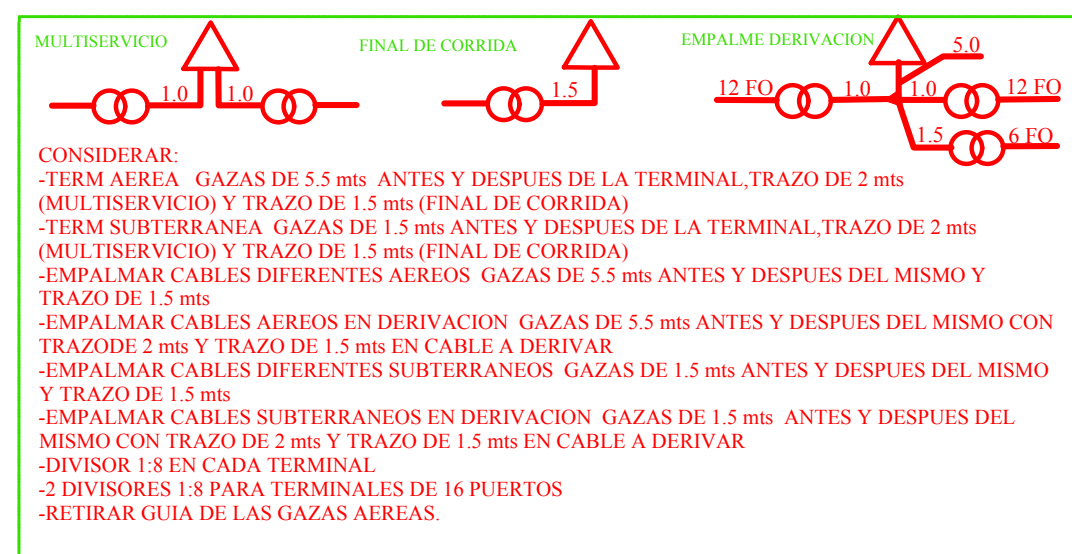 MULTISERVICIO
1.0 1.0
FINAL DE CORRIDA
1.5
EMPALME DERIVACION
5.0
12 FO 1.0 1.0 12 FO
1.5 6 FO
CONSIDERAR:
-TERM AEREA GAZAS DE 5.5 mts ANTES Y DESPUES DE LA TERMINAL,TRAZO DE 2 mts
(MULTISERVICIO) Y TRAZO DE 1.5 mts (FINAL DE CORRIDA)
-TERM SUBTERRANEA GAZAS DE 1.5 mts ANTES Y DESPUES DE LA TERMINAL,TRAZO DE 2 mts
(MULTISERVICIO) Y TRAZO DE 1.5 mts (FINAL DE CORRIDA)
-EMPALMAR CABLES DIFERENTES AEREOS GAZAS DE 5.5 mts ANTES Y DESPUES DEL MISMO Y
TRAZO DE 1.5 mts
-EMPALMAR CABLES AEREOS EN DERIVACION GAZAS DE 5.5 mts ANTES Y DESPUES DEL MISMO CON
TRAZODE 2 mts Y TRAZO DE 1.5 mts EN CABLE A DERIVAR
-EMPALMAR CABLES DIFERENTES SUBTERRANEOS GAZAS DE 1.5 mts ANTES Y DESPUES DEL MISMO
Y TRAZO DE 1.5 mts
-EMPALMAR CABLES SUBTERRANEOS EN DERIVACION GAZAS DE 1.5 mts ANTES Y DESPUES DEL
MISMO CON TRAZO DE 2 mts Y TRAZO DE 1.5 mts EN CABLE A DERIVAR
-DIVISOR 1:8 EN CADA TERMINAL
-2 DIVISORES 1:8 PARA TERMINALES DE 16 PUERTOS
-RETIRAR GUIA DE LAS GAZAS AEREAS.